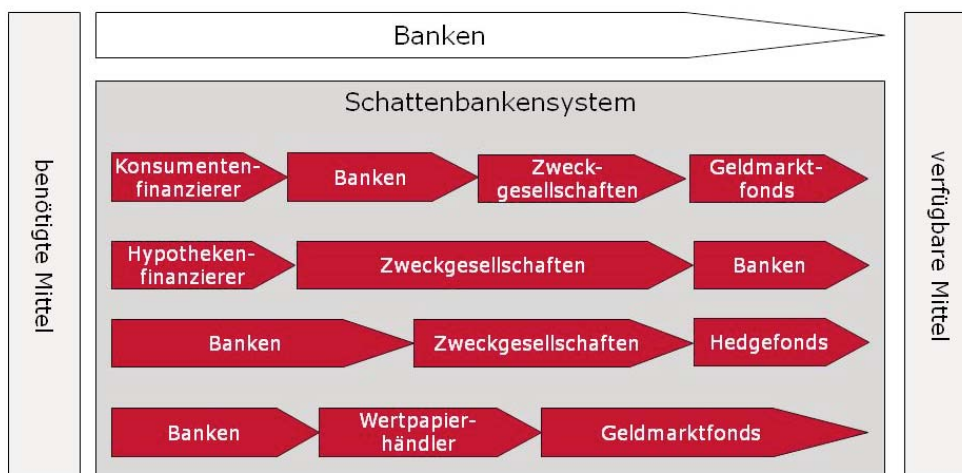 Banken
Schattenbankensystem
benötigte Mittel
Konsumenten-
finanzierer
Banken
Zweck-
gesellschaften
Geldmarkt-
fonds
Hypotheken-
finanzierer
Zweckgesellschaften
Banken
Banken
Zweckgesellschaften
Hedgefonds
Banken
Wertpapier-
händler
Geldmarktfonds
verfügbare Mittel